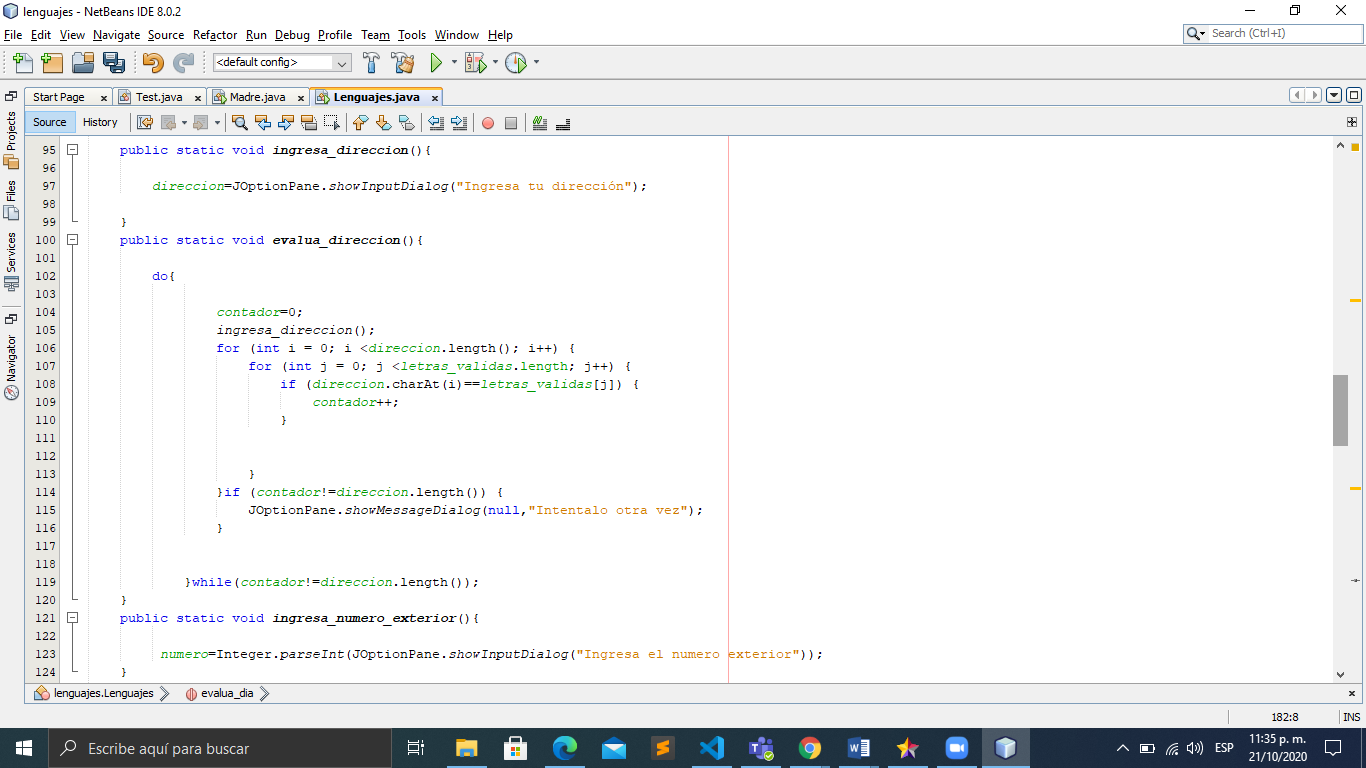 lenguajes - NetBeans IDE 8.0.2
File Edit View Navigate Source Refactor Run Debug Profile Team Tools Window Help
Search (Ctrl+I)
<default config>
Start Page Test.java Madre.java Lenguajes.java
Source History
Projects
Files
Services
Navigator
95 public static void ingresa_direccion(){
96
97 direccion=JOptionPane.showInputDialog("Ingresa tu dirección");
98
99 }
100 public static void evalua_direccion(){
101
102 do{
103
104 contador=0;
105 ingresa_direccion();
106 for (int i = 0; i <direccion.length(); i++) {
107 for (int j = 0; j <letras_validas.length; j++) {
108 if (direccion.charAt(i)==letras_validas[j]) {
109 contador++;
110 }
111
112
113 }
114 }if (contador!=direccion.length()) {
115 JOptionPane.showMessageDialog(null,"Intentalo otra vez");
116 }
117
118
119 }while(contador!=direccion.length());
120 }
121 public static void ingresa_numero_exterior(){
122
123 numero=Integer.parseInt(JOptionPane.showInputDialog("Ingresa el numero exterior"));
124 }
lenguajes.Lenguajes evalua_dia
182:8 INS
Escribe aquí para buscar
ESP
11:35 p. m.
21/10/2020